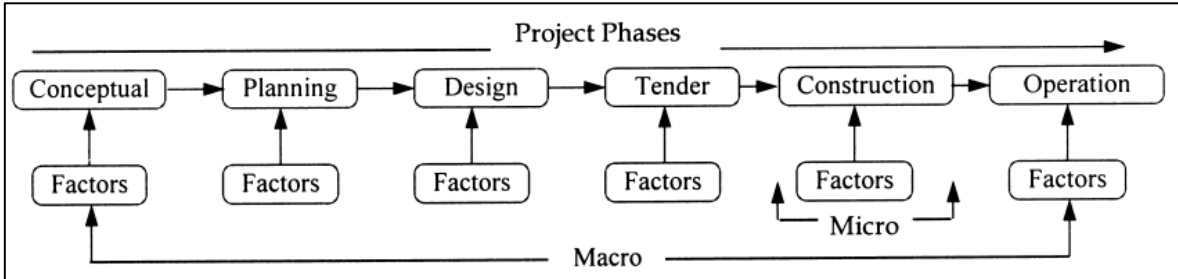 Project Phases
Conceptual Planning Design Tender Construction Operation
Factors Factors Factors Factors Factors Factors
Micro
Macro